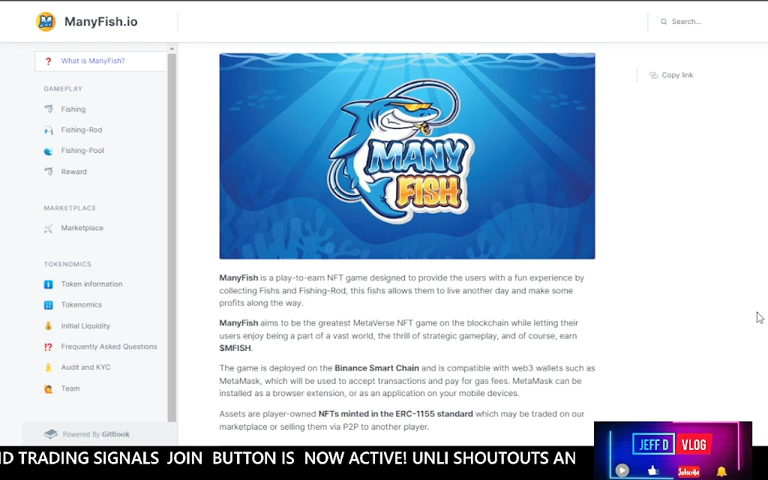 ManyFish.io
Search...
What is ManyFish?
Copy link
GAMEPLAY
Fishing
Fishing-Rod
Fishing-Pool
Reward
MARKETPLACE
Marketplace
TOKENOMICS
Token information
Tokenomics
Initial Liquidity
Frequently Asked Questions
Audit and KYC
Team
Powered By GitBook
MANY
FISH
ManyFish is a play-to-earn NFT game designed to provide the users with a fun experience by
collecting Fishs and Fishing-Rod, this fishs allows them to live another day and make some
profits along the way.
ManyFish aims to be the greatest MetaVerse NFT game on the blockchain while letting their
users enjoy being a part of a vast world, the thrill of strategic gameplay, and of course, earn
$MFISH.
The game is deployed on the Binance Smart Chain and is compatible with web3 wallets such as
MetaMask, which will be used to accept transactions and pay for gas fees. MetaMask can be
installed as a browser extension, or as an application on your mobile devices.
Assets are player-owned NFTs minted in the ERC-1155 standard which may be traded on our
marketplace or selling them via P2P to another player.
JEFF D VLOG
Subscribe
ND TRADING SIGNALS JOIN BUTTON IS NOW ACTIVE! UNLI SHOUTOUTS AN